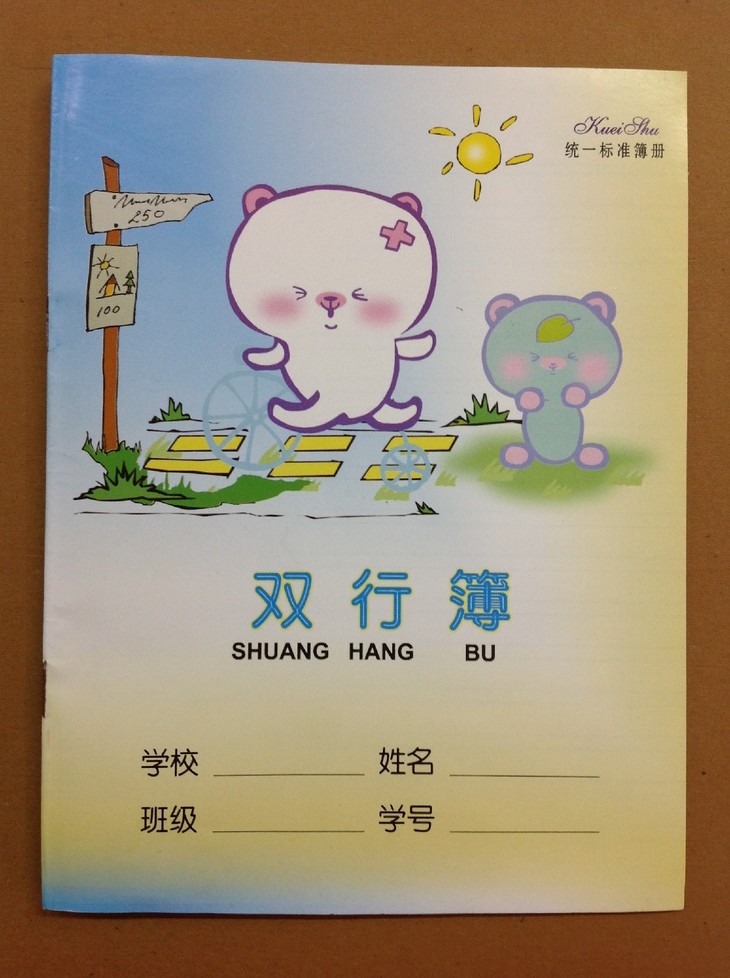 KueiShu
统一标准簿册
250
100
双行簿
SHUANG HANG BU
学校 姓名
班级 学号